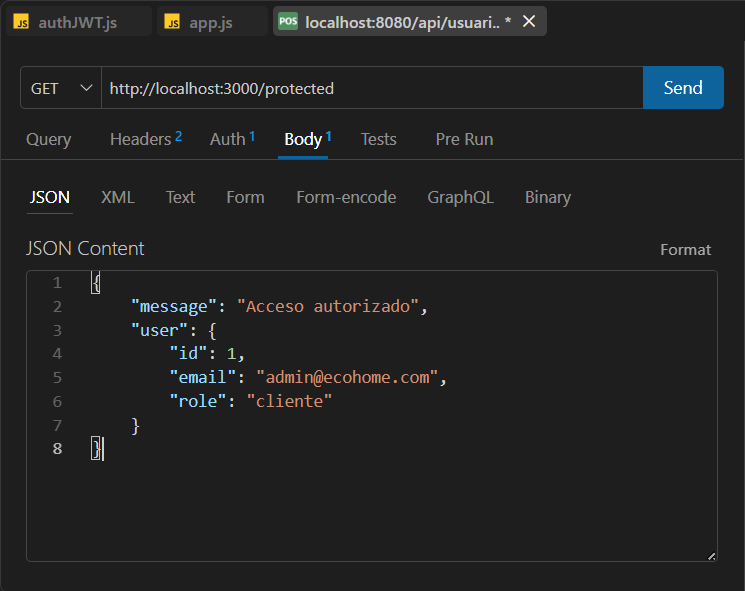 JS authJWT.js JS app.js POS localhost:8080/api/usuari.. *
GET http://localhost:3000/protected Send
Query Headers 2 Auth 1 Body 1 Tests Pre Run
JSON XML Text Form Form-encode GraphQL Binary
JSON Content Format
1 {
2 "message": "Acceso autorizado",
3 "user": {
4 "id": 1,
5 "email": "admin@ecohome.com",
6 "role": "cliente"
7 }
8 }